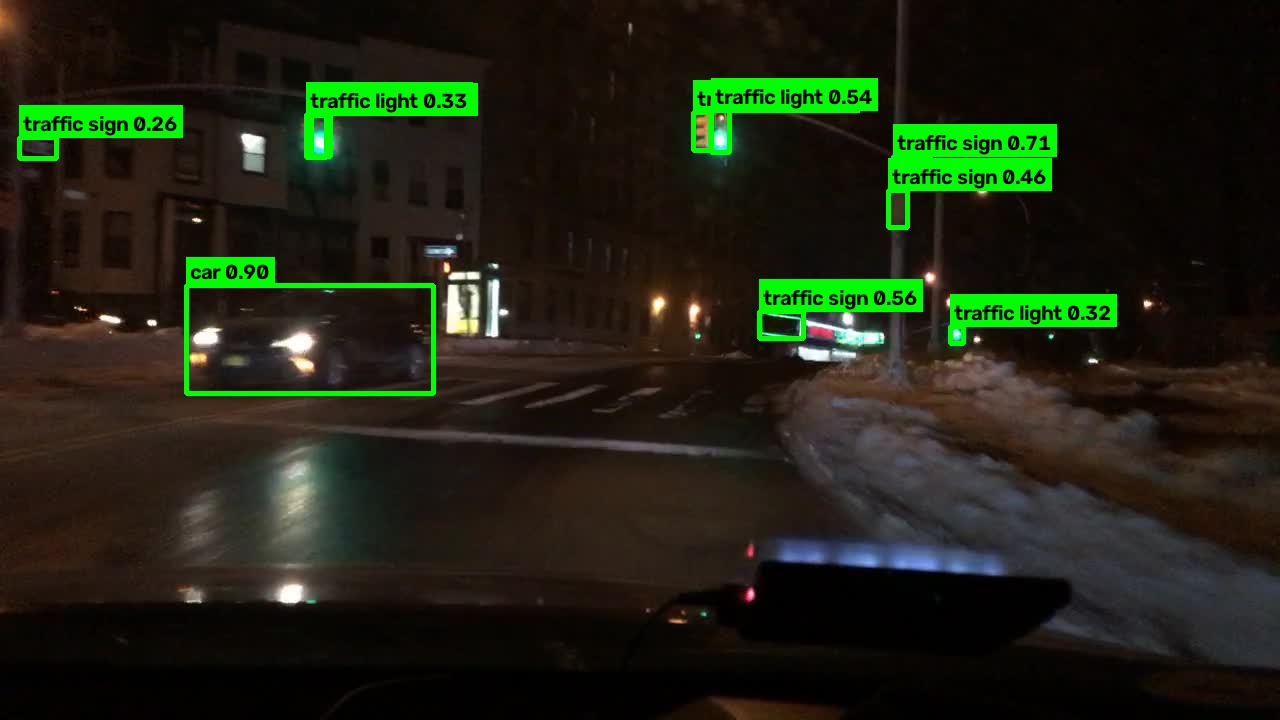 traffic light 0.33
traffic light 0.54
traffic sign 0.26
traffic sign 0.71
traffic sign 0.46
car 0.90
traffic sign 0.56
traffic light 0.32